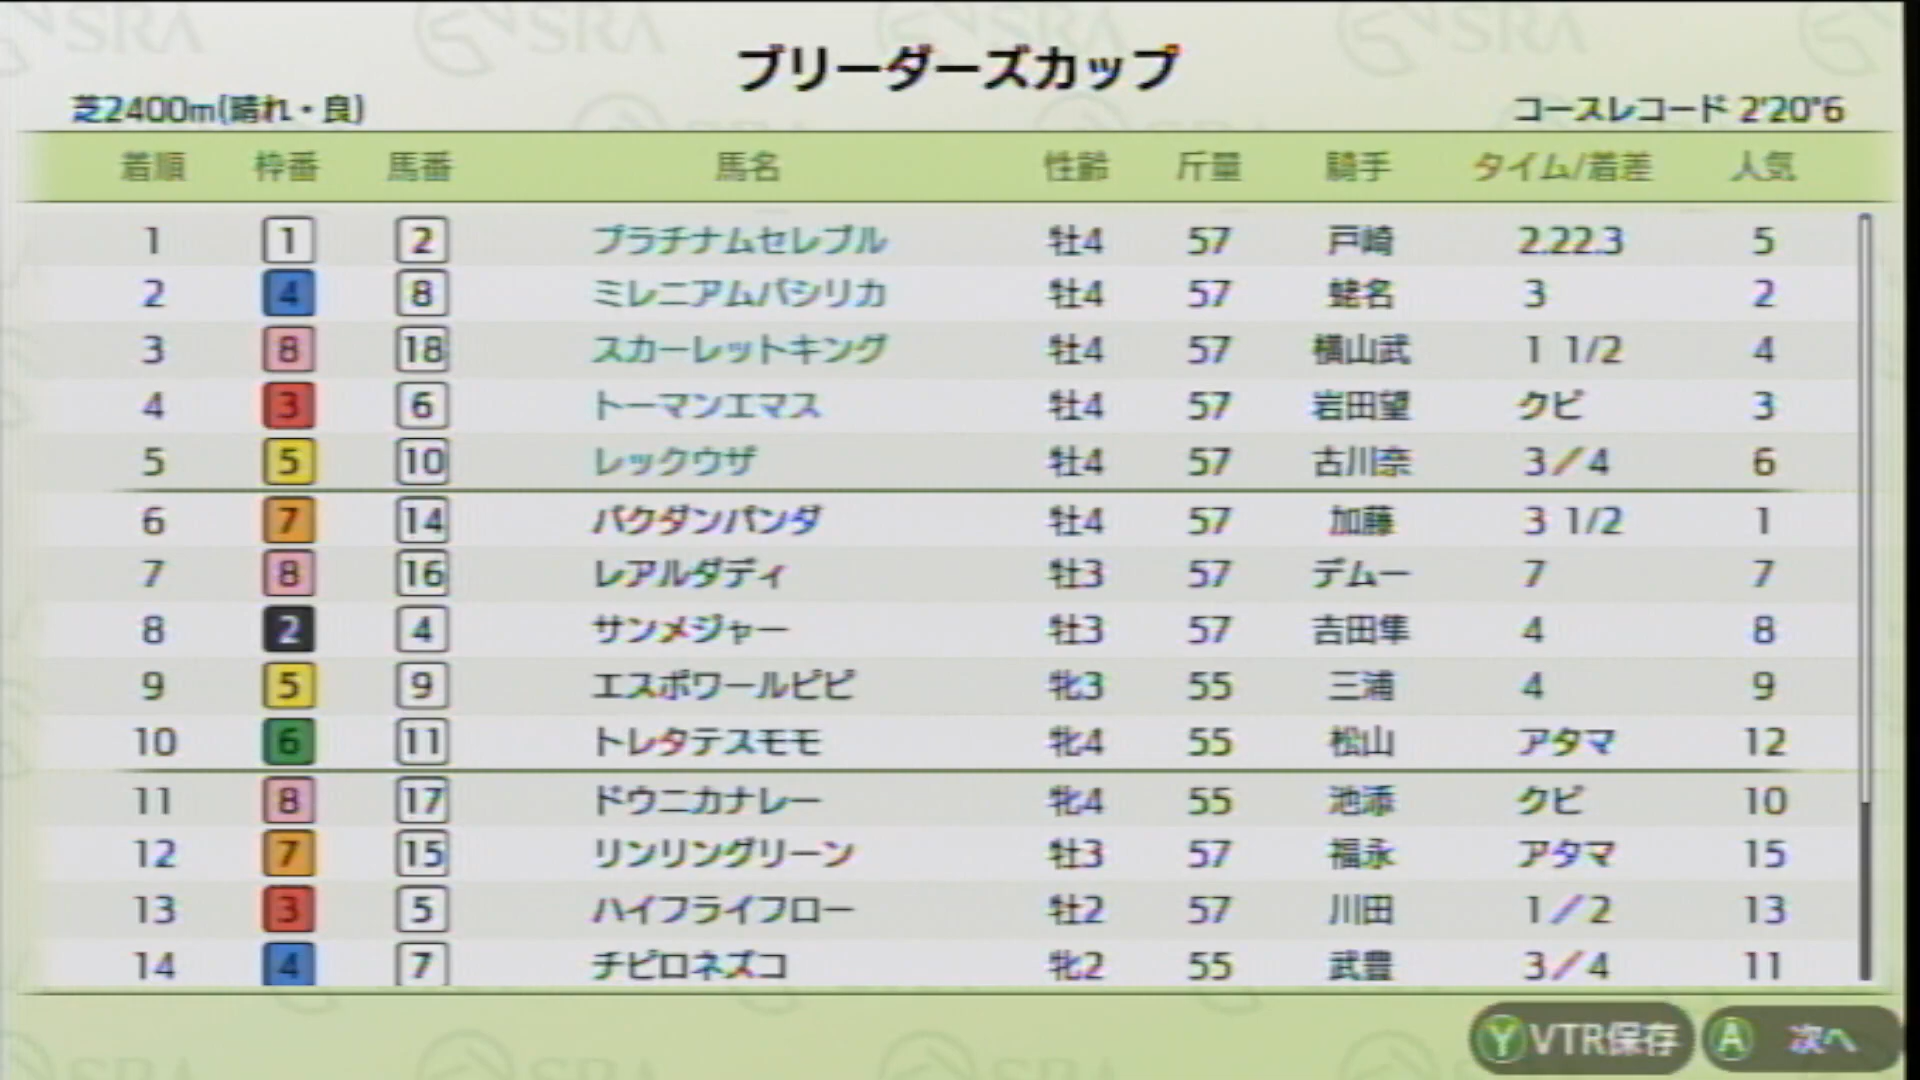 ブリーダーズカップ
芝2400m(晴れ・良)
コースレコード 2'20"6
着順 枠番 馬番 馬名 性齢 斤量 騎手 タイム/着差 人気
1 1 2 プラチナムセレブル 牡4 57 戸崎 2.22.3 5
2 4 8 ミレニアムバシリカ 牡4 57 蛯名 3 2
3 8 18 スカーレットキング 牡4 57 横山武 1 1/2 4
4 3 6 トーマンエマス 牡4 57 岩田望 クビ 3
5 5 10 レックウザ 牡4 57 古川奈 3/4 6
6 7 14 バクダンパンダ 牡4 57 加藤 3 1/2 1
7 8 16 レアルダディ 牡3 57 デムー 7 7
8 2 4 サンメジャー 牡3 57 吉田隼 4 8
9 5 9 エスポワールピピ 牝3 55 三浦 4 9
10 6 11 トレタテスモモ 牝4 55 松山 アタマ 12
11 8 17 ドウニカナレー 牝4 55 池添 クビ 10
12 7 15 リンリングリーン 牡3 57 福永 アタマ 15
13 3 5 ハイフライフロー 牡2 57 川田 1/2 13
14 4 7 チビロネズコ 牝2 55 武豊 3/4 11
Y VTR保存 A 次へ